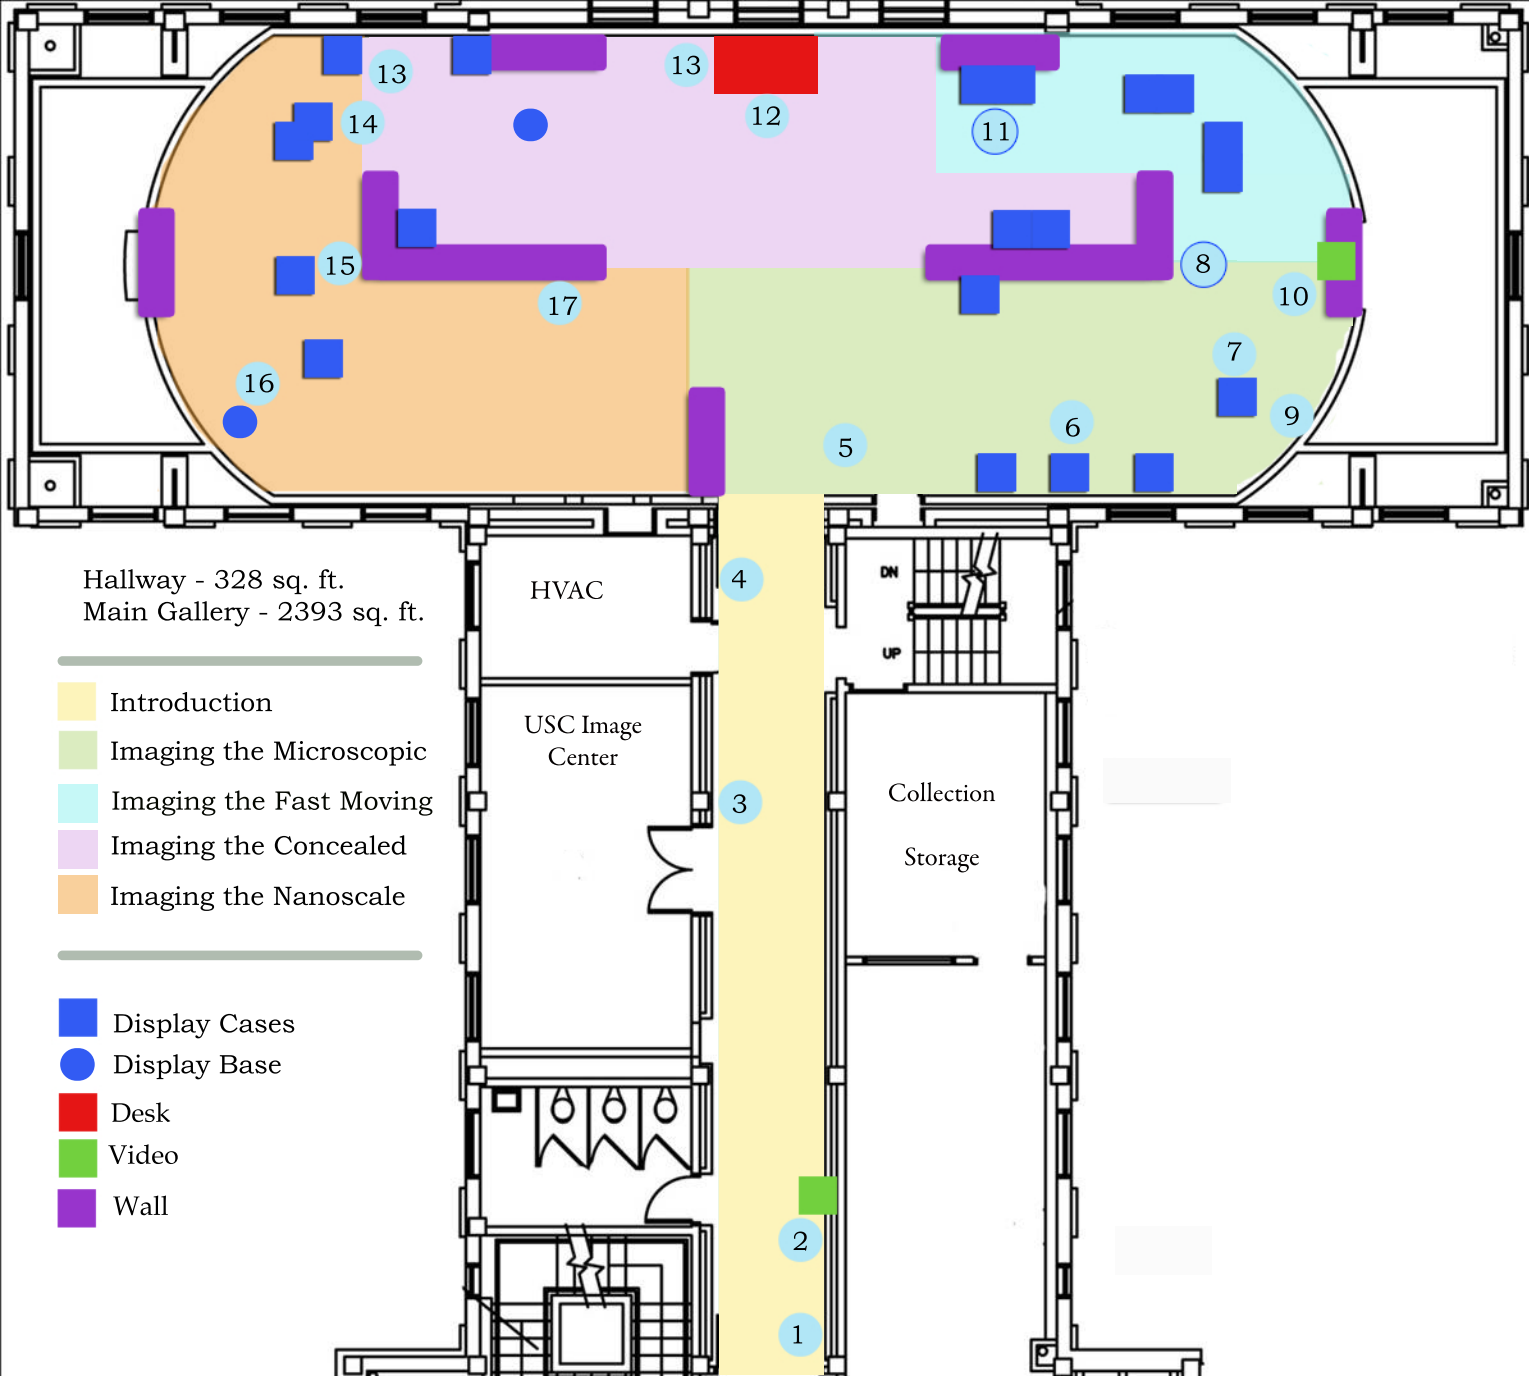 13
13
12
11
14
15
17
8
10
16
7
9
5
6
Hallway - 328 sq. ft.
Main Gallery - 2393 sq. ft.
HVAC
4
DN
UP
Introduction
Imaging the Microscopic
Imaging the Fast Moving
Imaging the Concealed
Imaging the Nanoscale
USC Image
Center
3
Collection
Storage
Display Cases
Display Base
Desk
Video
Wall
2
1